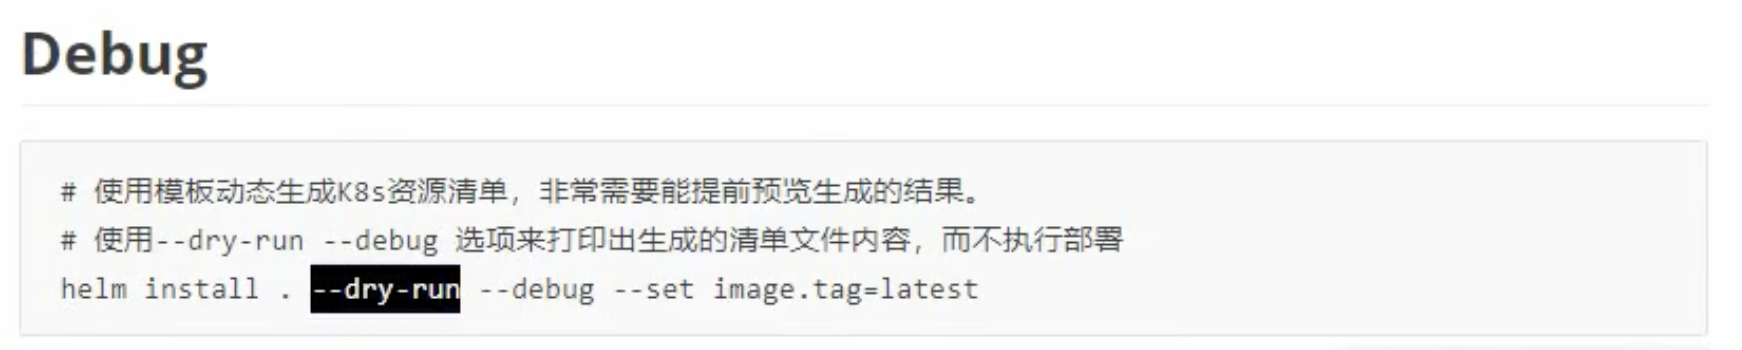 Debug
# 使用模板动态生成K8s资源清单，非常需要能提前预览生成的结果。
# 使用--dry-run --debug 选项来打印出生成的清单文件内容，而不执行部署
helm install . --dry-run --debug --set image.tag=latest